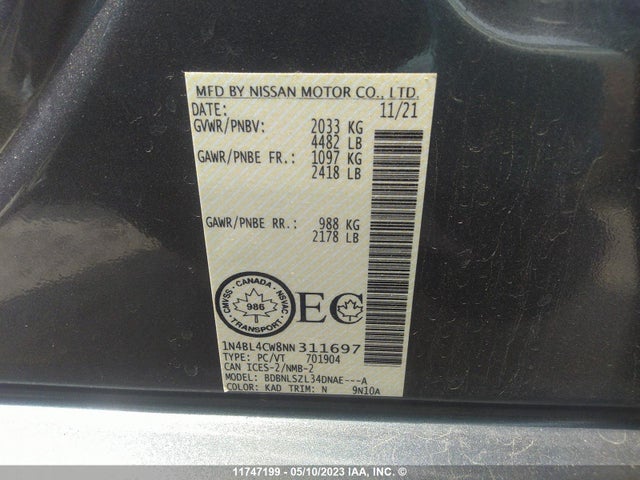 MFD BY NISSAN MOTOR CO., LTD.
DATE: 11/21
GVWR/PNBV: 2033 KG
4482 LB
GAWR/PNBE FR.: 1097 KG
2418 LB
GAWR/PNBE RR.: 988 KG
2178 LB
CMVSS · CANADA · NSVAC
986
TRANSPORT
EC
1N4BL4CW8NN311697
TYPE: PC/VT 701904
CAN ICES-2/NMB-2
MODEL: BDBNLSZL34DNAE---A
COLOR: KAD TRIM: N 9N10A
11747199 — 05/10/2023 IAA, INC. ©